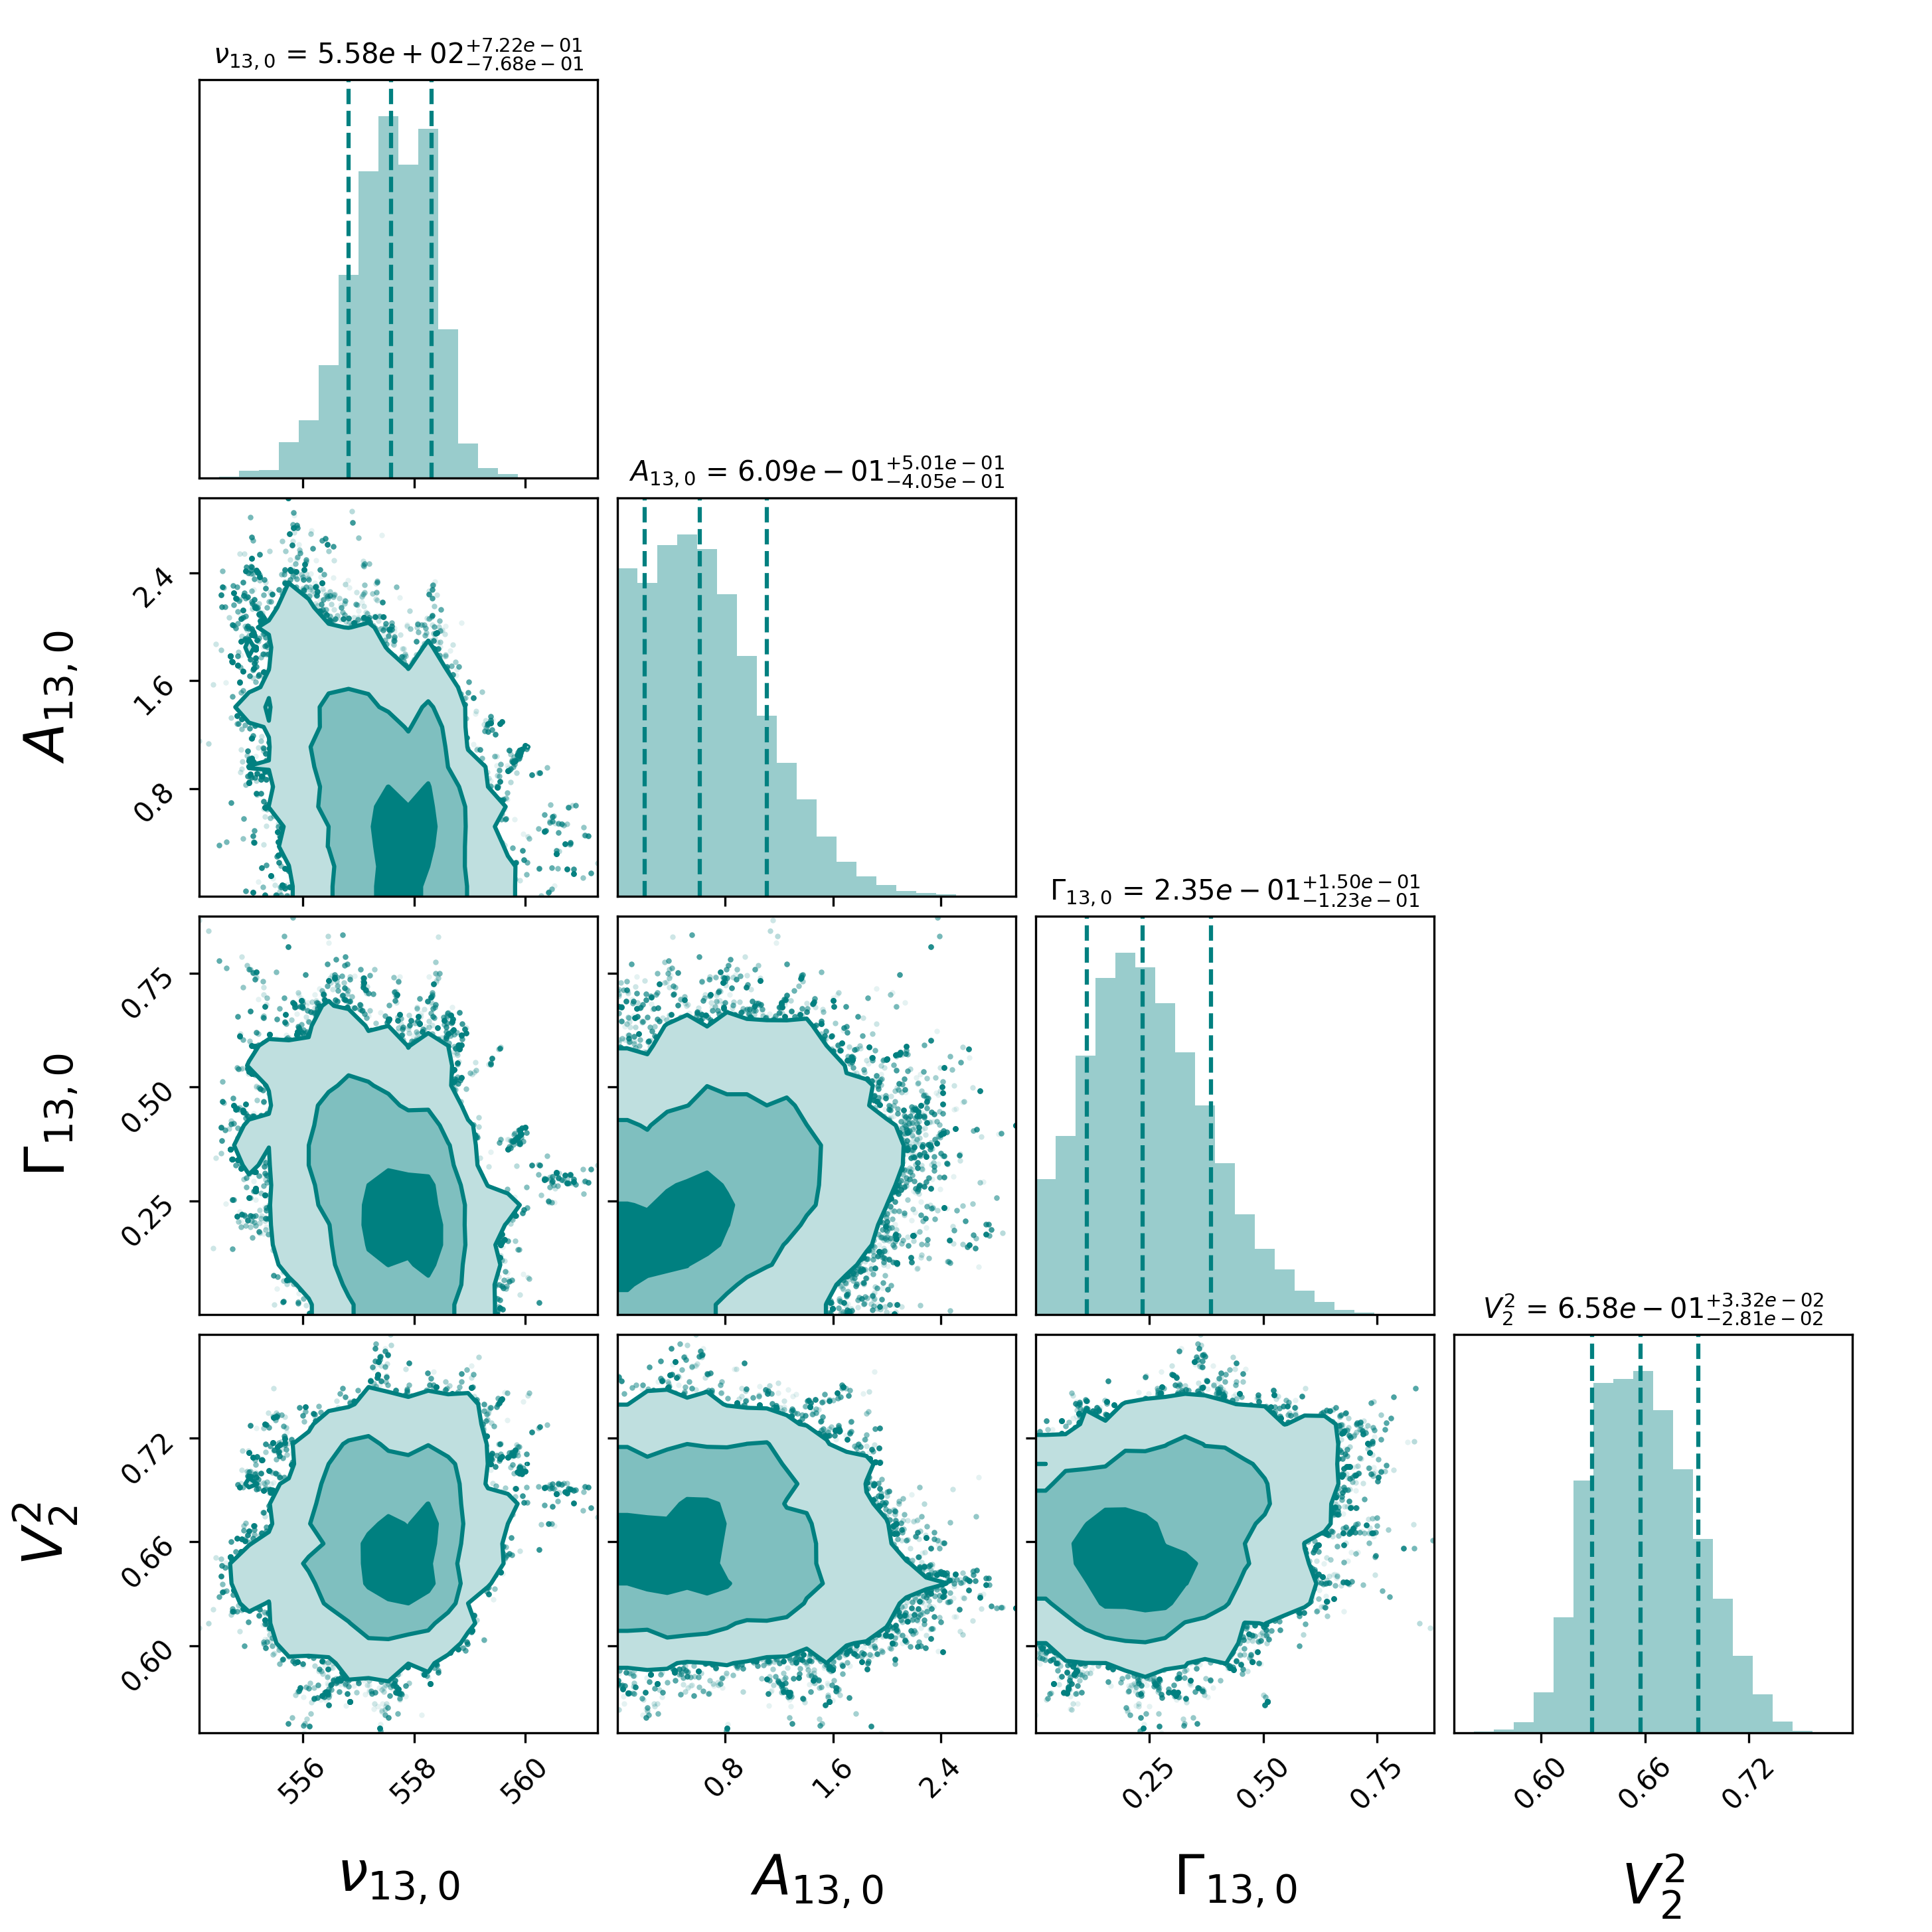 ν13,0 = 5.58e + 02 +7.22e − 01 −7.68e − 01
A13,0 = 6.09e − 01 +5.01e − 01 −4.05e − 01
2.4
1.6
0.8
A13,0
Γ13,0 = 2.35e − 01 +1.50e − 01 −1.23e − 01
0.75
0.50
0.25
Γ13,0
V₂² = 6.58e − 01 +3.32e − 02 −2.81e − 02
0.72
0.66
0.60
V₂²
556 558 560 0.8 1.6 2.4 0.25 0.50 0.75 0.60 0.66 0.72
ν13,0 A13,0 Γ13,0 V₂²